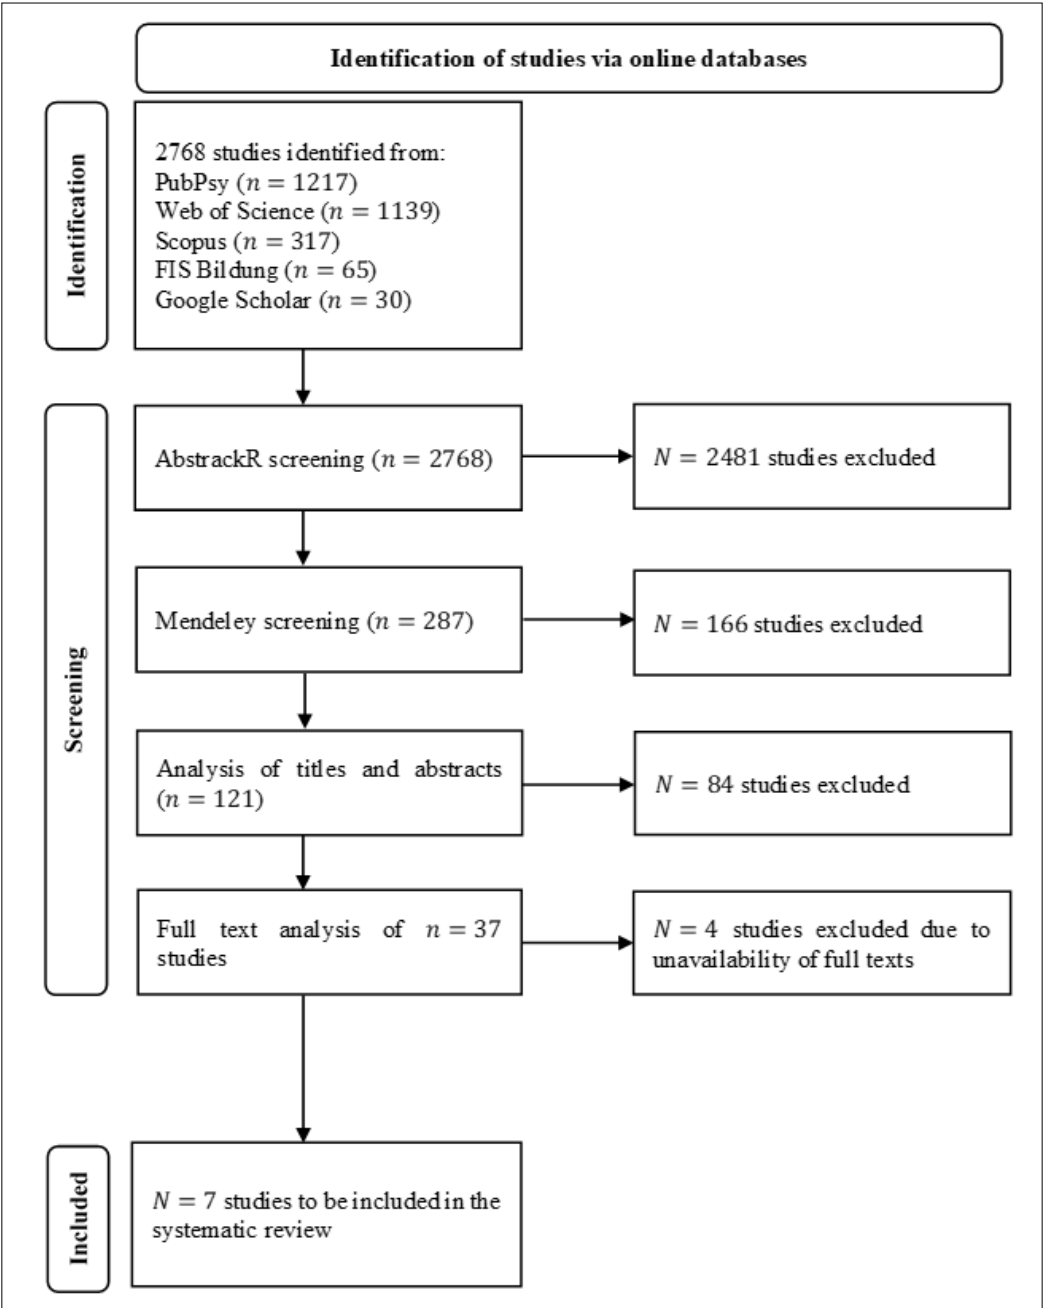 Identification of studies via online databases
Identification
2768 studies identified from:
PubPsy (n = 1217)
Web of Science (n = 1139)
Scopus (n = 317)
FIS Bildung (n = 65)
Google Scholar (n = 30)
Screening
AbstrackR screening (n = 2768)
N = 2481 studies excluded
Mendeley screening (n = 287)
N = 166 studies excluded
Analysis of titles and abstracts
(n = 121)
N = 84 studies excluded
Full text analysis of n = 37
studies
N = 4 studies excluded due to
unavailability of full texts
Included
N = 7 studies to be included in the
systematic review